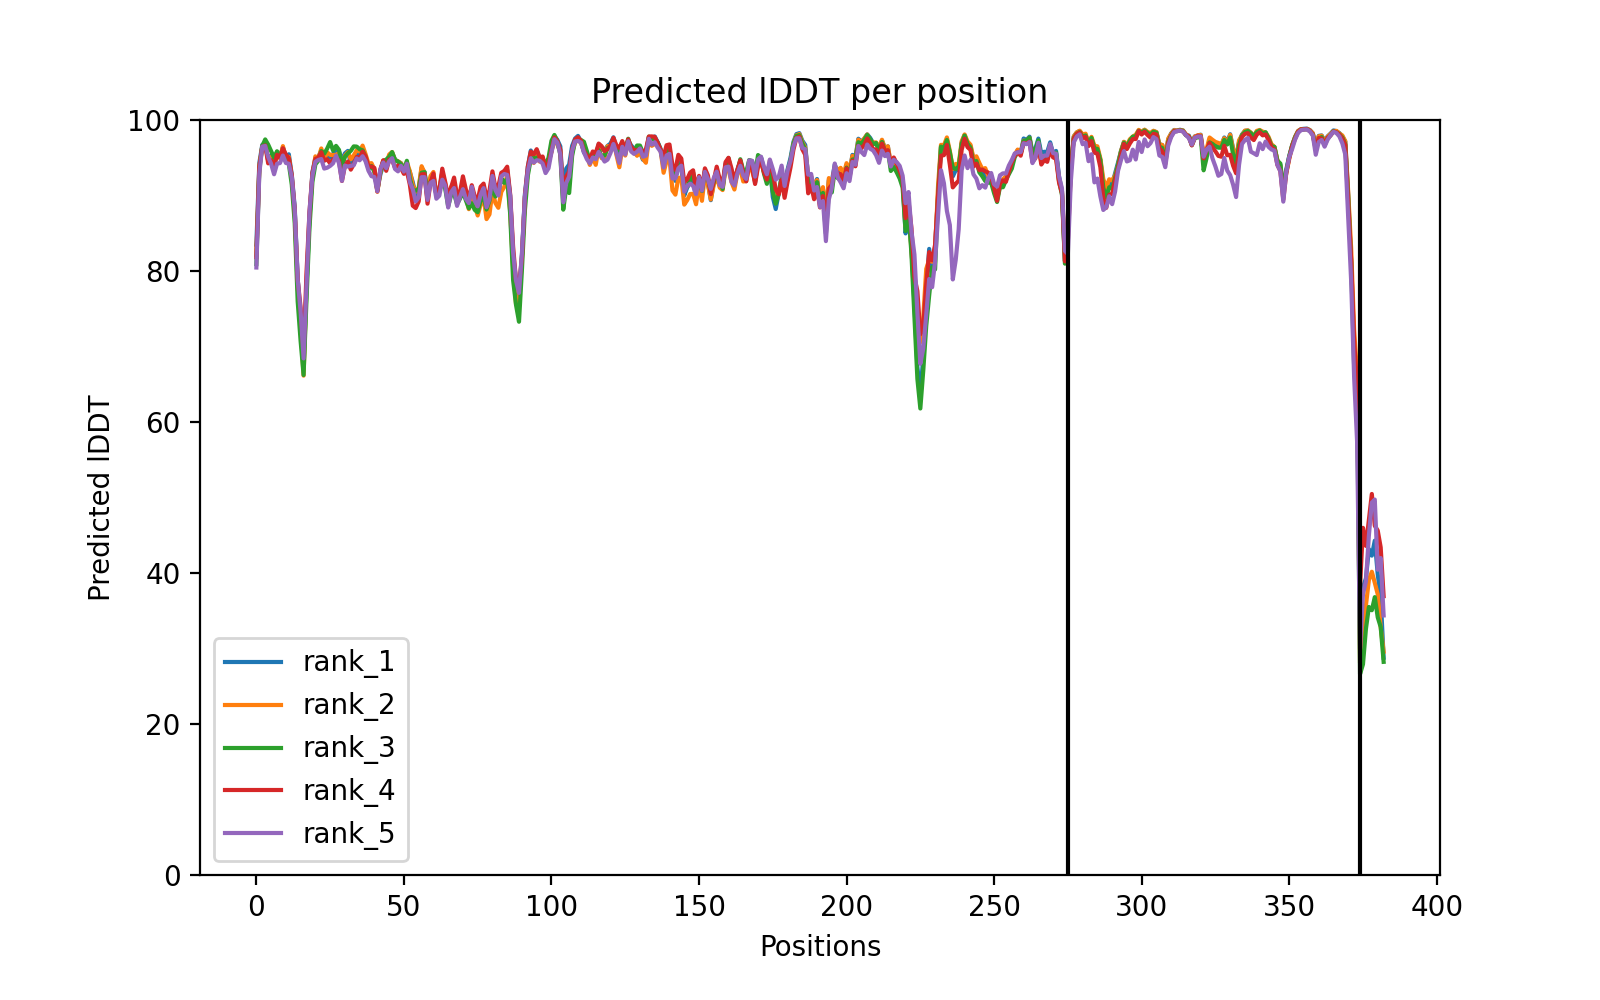 Predicted lDDT per position
100
80
60
40
20
0
Predicted lDDT
rank_1
rank_2
rank_3
rank_4
rank_5
0 50 100 150 200 250 300 350 400
Positions